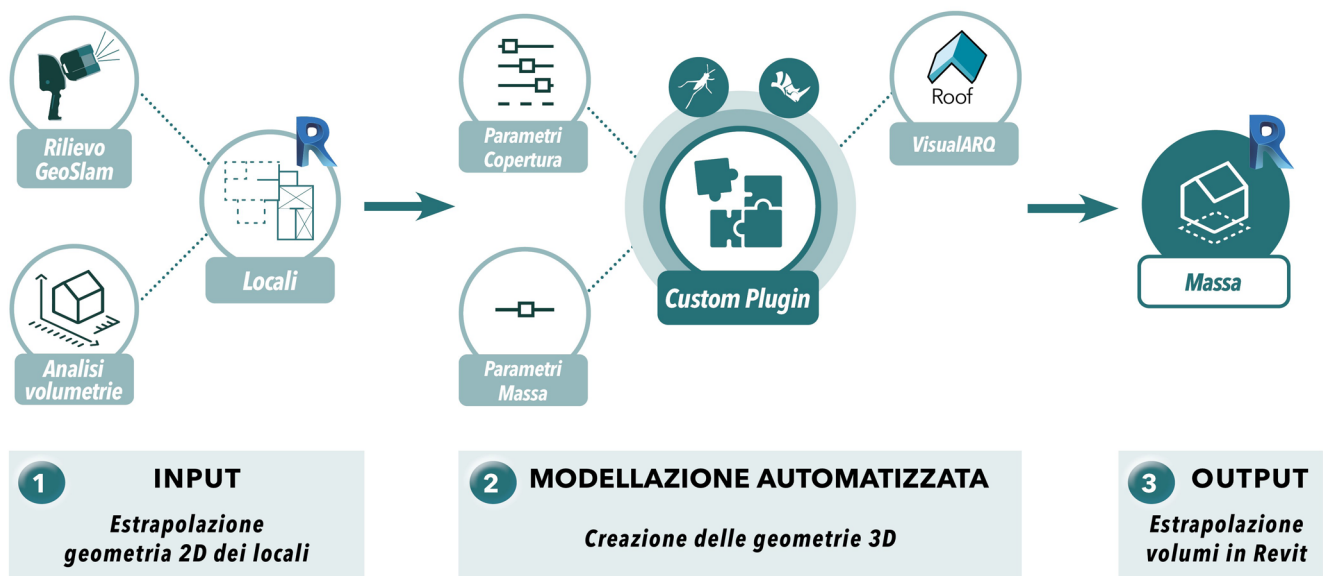 Rilievo
GeoSlam
Analisi
volumetrie
R
Locali
Parametri
Copertura
Parametri
Massa
Custom Plugin
Roof
VisualARQ
R
Massa
1 INPUT
Estrapolazione
geometria 2D dei locali
2 MODELLAZIONE AUTOMATIZZATA
Creazione delle geometrie 3D
3 OUTPUT
Estrapolazione
volumi in Revit